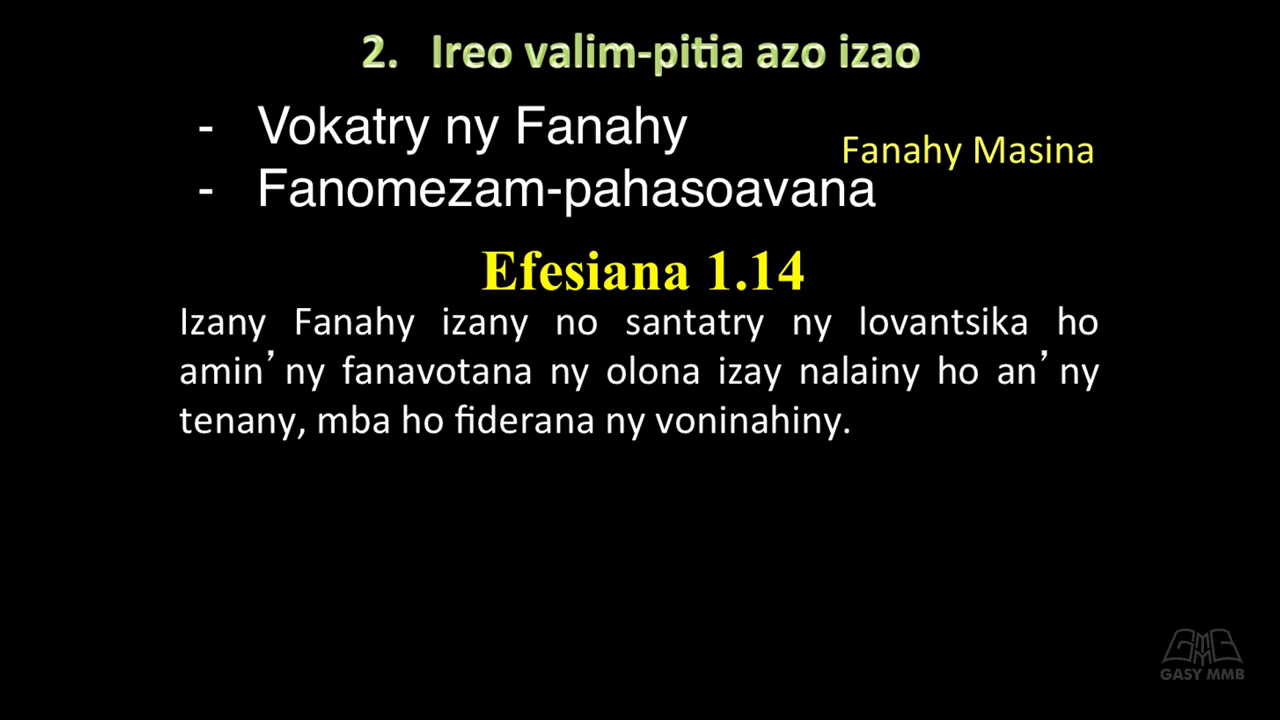 2. Ireo valim-pitia azo izao
- Vokatry ny Fanahy
Fanahy Masina
- Fanomezam-pahasoavana
Efesiana 1.14
Izany Fanahy izany no santatry ny lovantsika ho
amin’ny fanavotana ny olona izay nalainy ho an’ny
tenany, mba ho fiderana ny voninahiny.
GASY MMB